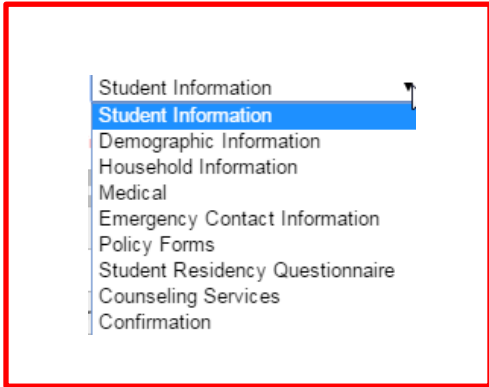 Student Information
Student Information
Demographic Information
Household Information
Medical
Emergency Contact Information
Policy Forms
Student Residency Questionnaire
Counseling Services
Confirmation